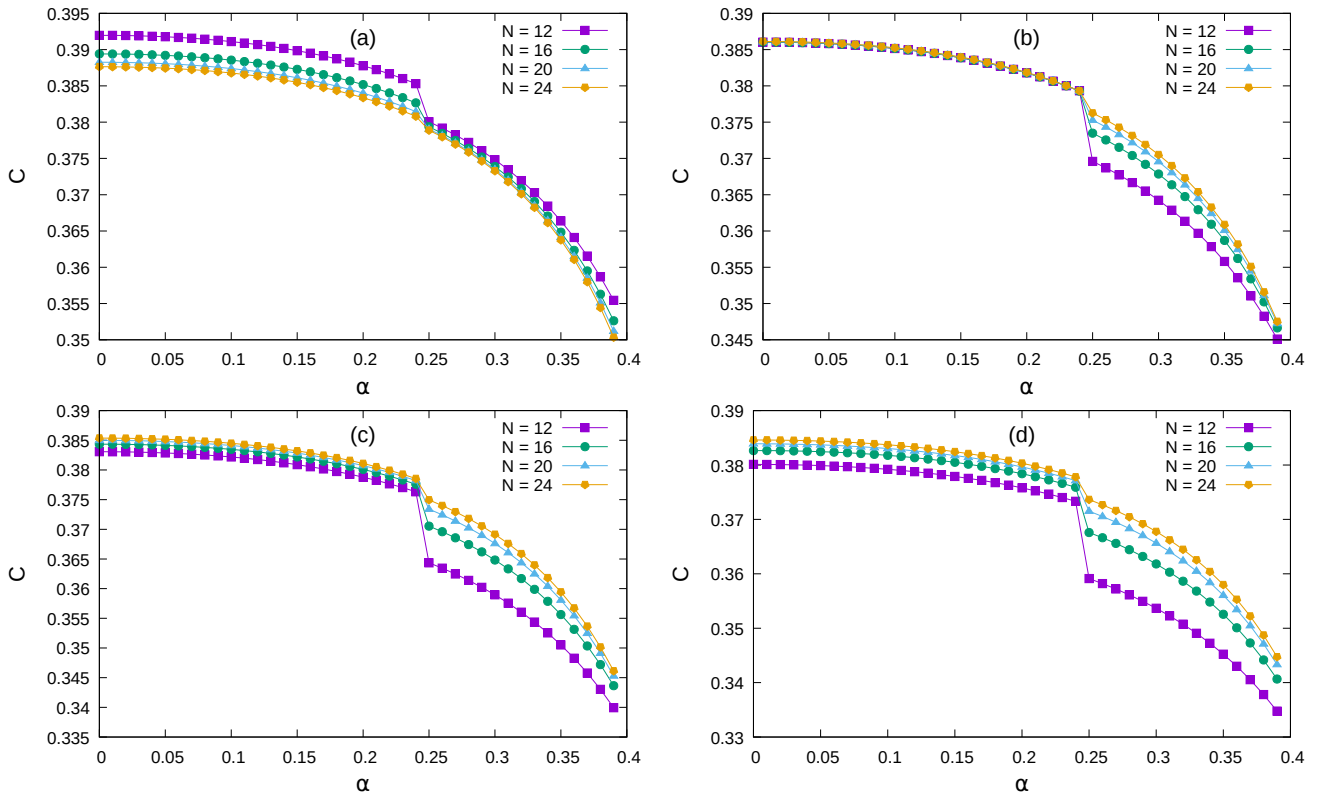 0.395
0.39
0.385
0.38
0.375
0.37
0.365
0.36
0.355
0.35
0
0.05
0.1
0.15
0.2
0.25
0.3
0.35
0.4
C
α
(a)
N = 12
N = 16
N = 20
N = 24
0.39
0.385
0.38
0.375
0.37
0.365
0.36
0.355
0.35
0.345
0
0.05
0.1
0.15
0.2
0.25
0.3
0.35
0.4
C
α
(b)
N = 12
N = 16
N = 20
N = 24
0.39
0.385
0.38
0.375
0.37
0.365
0.36
0.355
0.35
0.345
0.34
0.335
0
0.05
0.1
0.15
0.2
0.25
0.3
0.35
0.4
C
α
(c)
N = 12
N = 16
N = 20
N = 24
0.39
0.38
0.37
0.36
0.35
0.34
0.33
0
0.05
0.1
0.15
0.2
0.25
0.3
0.35
0.4
C
α
(d)
N = 12
N = 16
N = 20
N = 24